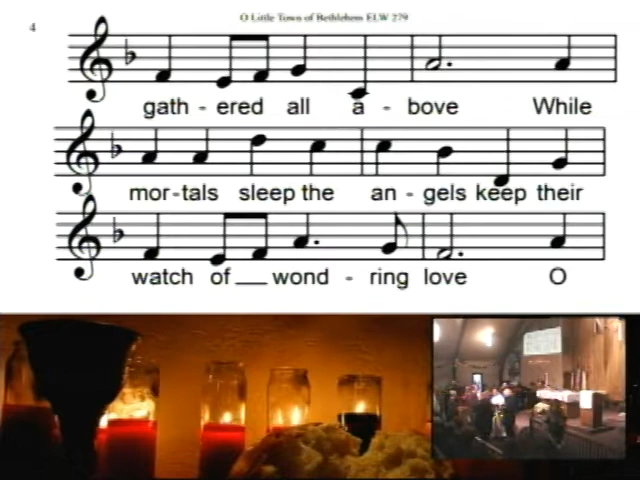 O Little Town of Bethlehem ELW 279
4
gath - ered all a - bove While
mor - tals sleep the an - gels keep their
watch of __ wond - ring love O